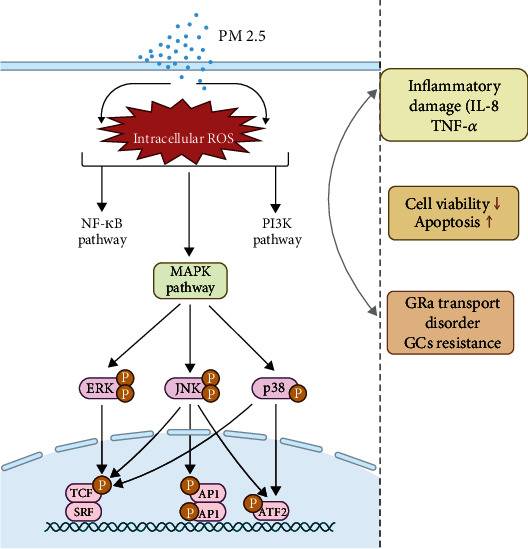 PM 2.5
Intracellular ROS
NF-κB
pathway
PI3K
pathway
MAPK
pathway
ERK
P
P
JNK
P
P
p38
P
TCF
P
SRF
AP1
P
AP1
P
ATF2
Inflammatory
damage (IL-8
TNF-α
Cell viability ↓
Apoptosis ↑
GRa transport
disorder
GCs resistance